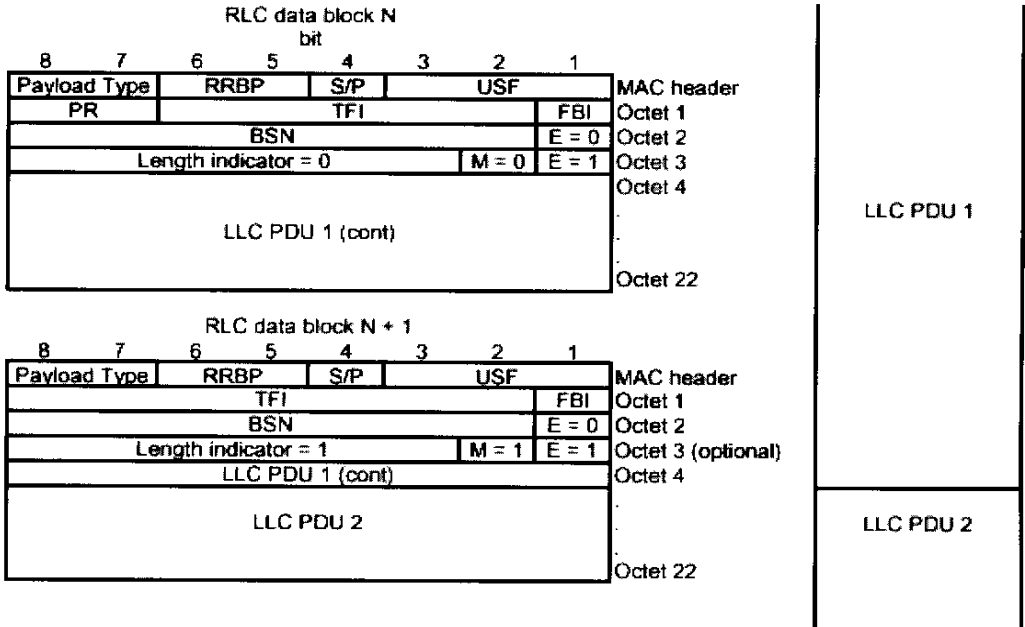 RLC data block N
bit
8 7 6 5 4 3 2 1
Payload Type RRBP S/P USF MAC header
PR TFI FBI Octet 1
BSN E = 0 Octet 2
Length indicator = 0 M = 0 E = 1 Octet 3
Octet 4
LLC PDU 1 (cont)
.
.
.
Octet 22
LLC PDU 1
RLC data block N + 1
8 7 6 5 4 3 2 1
Payload Type RRBP S/P USF MAC header
TFI FBI Octet 1
BSN E = 0 Octet 2
Length indicator = 1 M = 1 E = 1 Octet 3 (optional)
LLC PDU 1 (cont) Octet 4
LLC PDU 2
.
.
.
Octet 22
LLC PDU 2